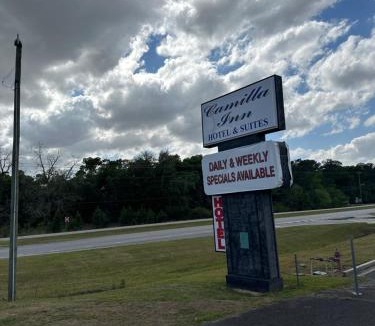 Camilla
Inn
HOTEL & SUITES
DAILY & WEEKLY
SPECIALS AVAILABLE
HOTEL